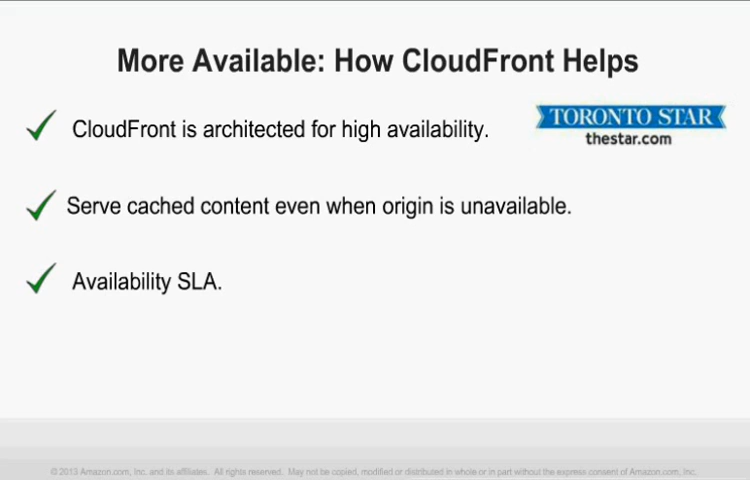 More Available: How CloudFront Helps
CloudFront is architected for high availability.
TORONTO STAR
thestar.com
Serve cached content even when origin is unavailable.
Availability SLA.
© 2013 Amazon.com, Inc. and its affiliates. All rights reserved. May not be copied, modified or distributed in whole or in part without the express consent of Amazon.com, Inc.